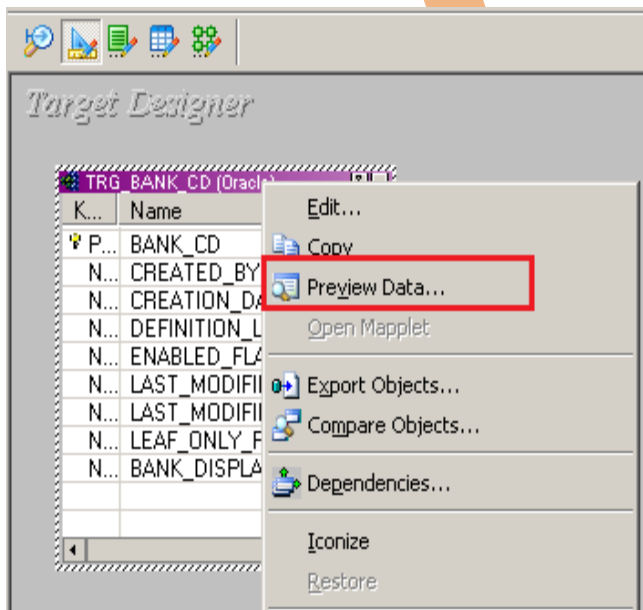 Target Designer
TRG_BANK_CD (Oracle)
K... Name
P... BANK_CD
N... CREATED_BY
N... CREATION_DA
N... DEFINITION_L
N... ENABLED_FLA
N... LAST_MODIFI
N... LAST_MODIFI
N... LEAF_ONLY_F
N... BANK_DISPLA
Edit...
Copy
Preview Data...
Open Mapplet
Export Objects...
Compare Objects...
Dependencies...
Iconize
Restore